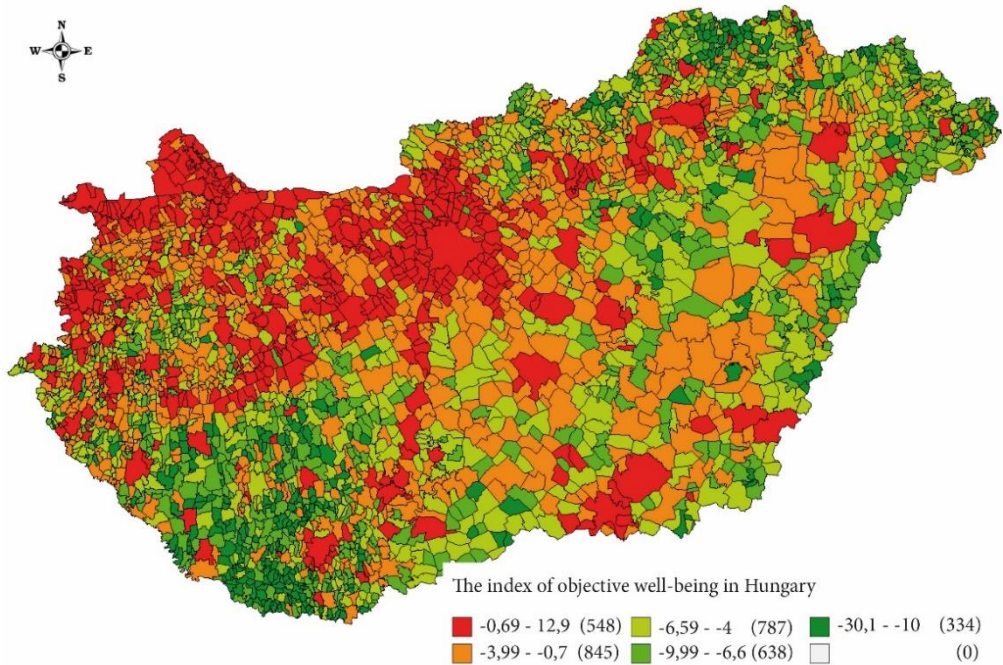 N
W E
S
The index of objective well-being in Hungary
-0,69 - 12,9 (548) -6,59 - -4 (787) -30,1 - -10 (334)
-3,99 - -0,7 (845) -9,99 - -6,6 (638) (0)